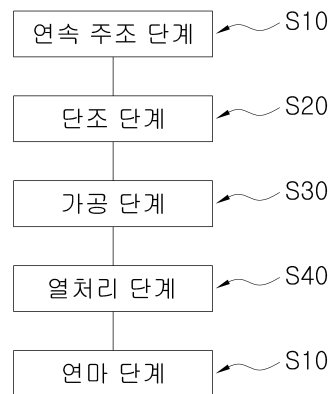 연속 주조 단계 S10
단조 단계 S20
가공 단계 S30
열처리 단계 S40
연마 단계 S10